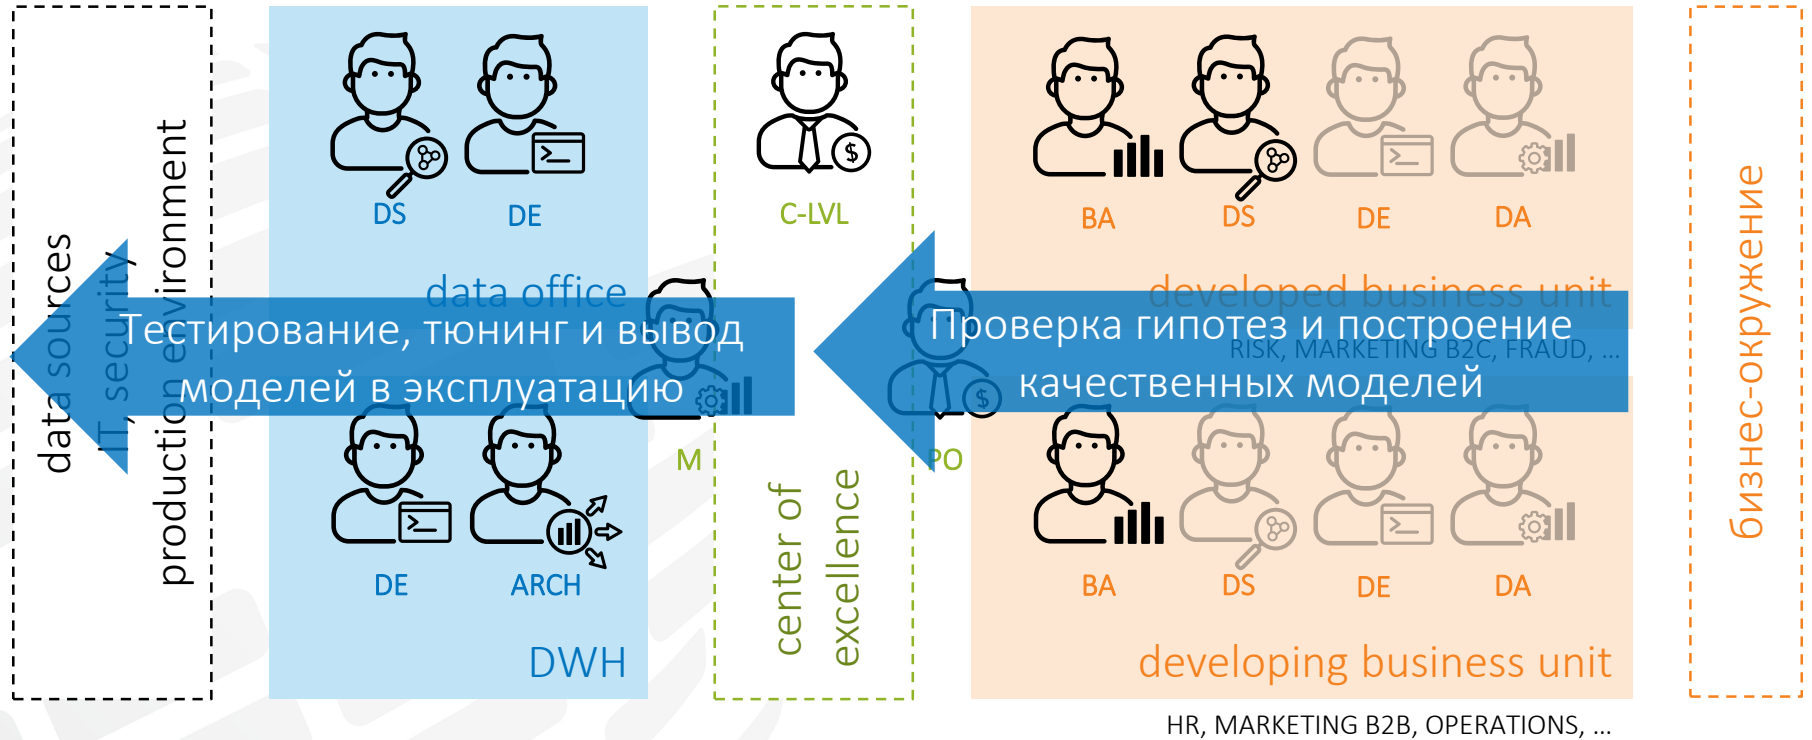 data sources
IT, security,
production environment
DS
DE
data office
DE
ARCH
DWH
Тестирование, тюнинг и вывод
моделей в эксплуатацию
C-LVL
M
PO
center of
excellence
BA
DS
DE
DA
developed business unit
RISK, MARKETING B2C, FRAUD, ...
Проверка гипотез и построение
качественных моделей
BA
DS
DE
DA
developing business unit
HR, MARKETING B2B, OPERATIONS, ...
бизнес-окружение